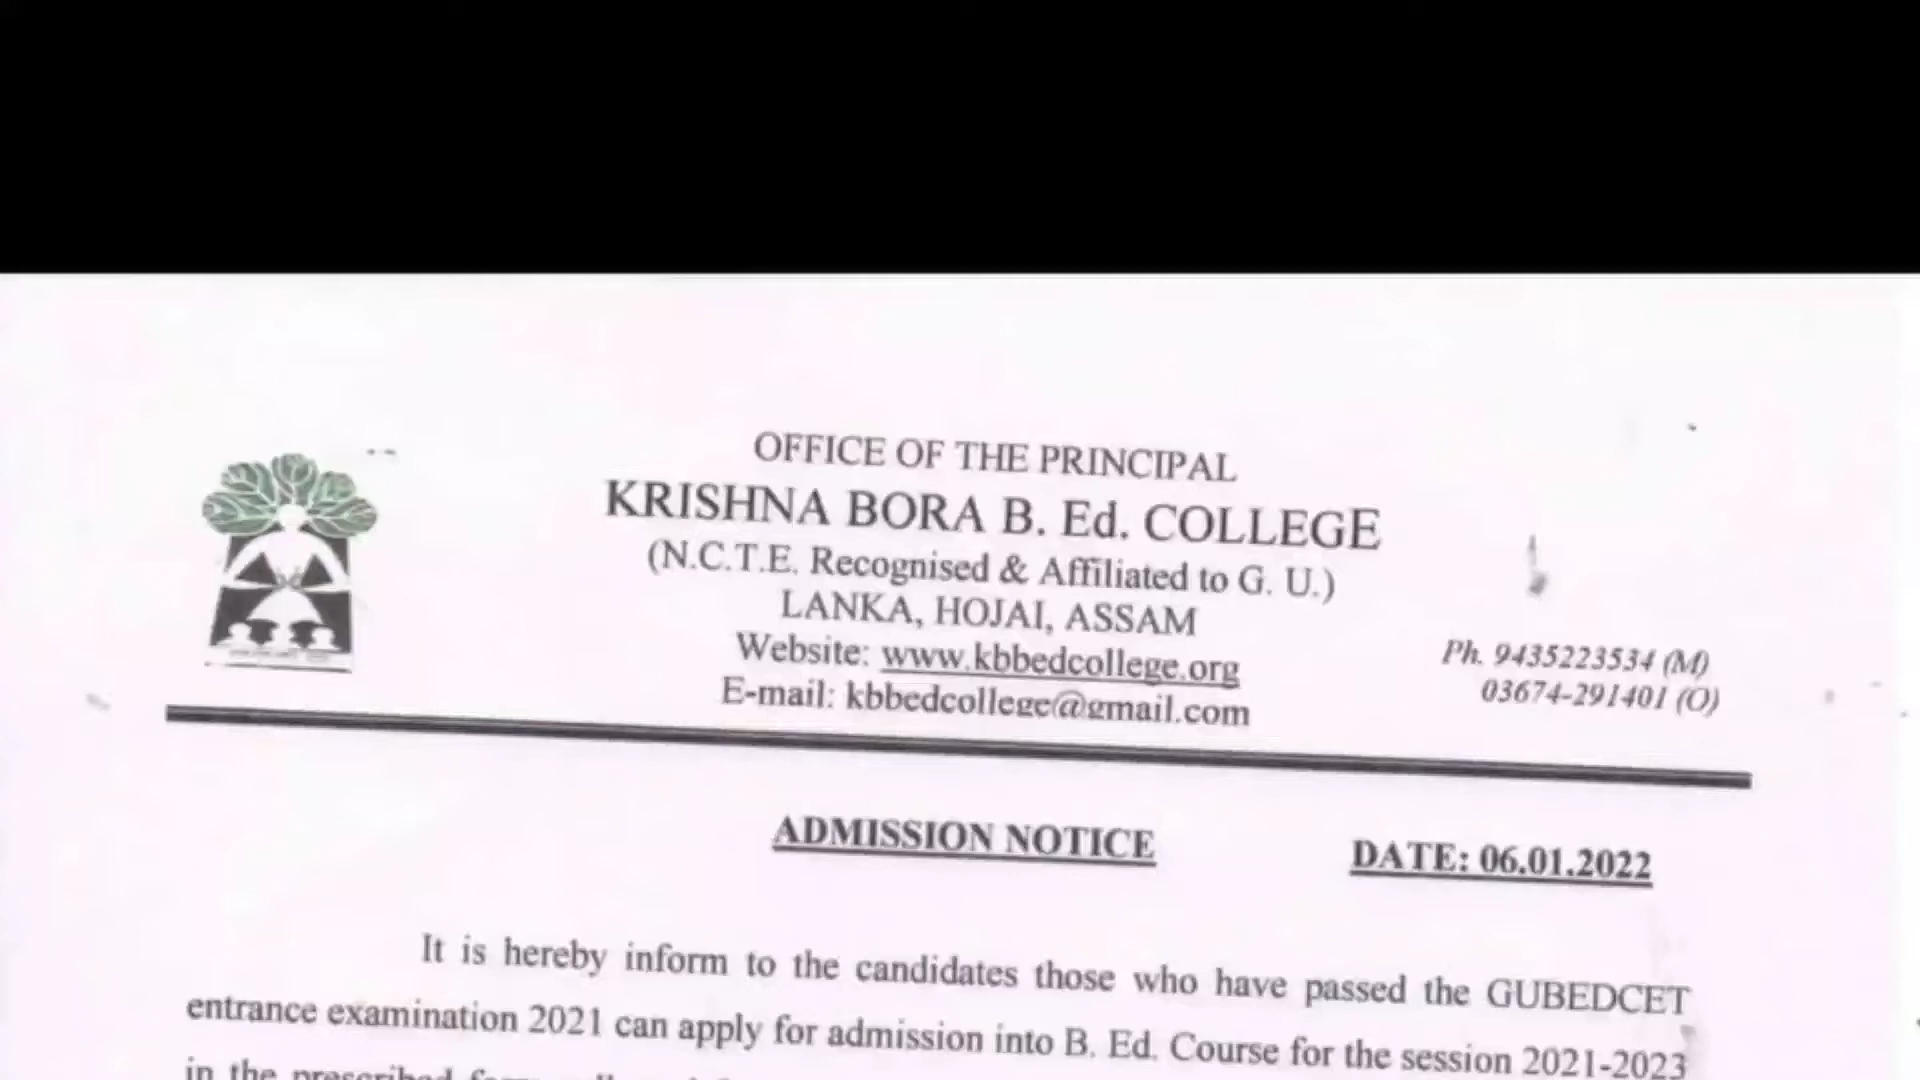 OFFICE OF THE PRINCIPAL
KRISHNA BORA B. Ed. COLLEGE
(N.C.T.E. Recognised & Affiliated to G. U.)
LANKA, HOJAI, ASSAM
Website: www.kbbedcollege.org
E-mail: kbbedcollege@gmail.com
Ph. 9435223534 (M)
03674-291401 (O)
ADMISSION NOTICE
DATE: 06.01.2022
It is hereby inform to the candidates those who have passed the GUBEDCET
entrance examination 2021 can apply for admission into B. Ed. Course for the session 2021-2023
in the prescribed